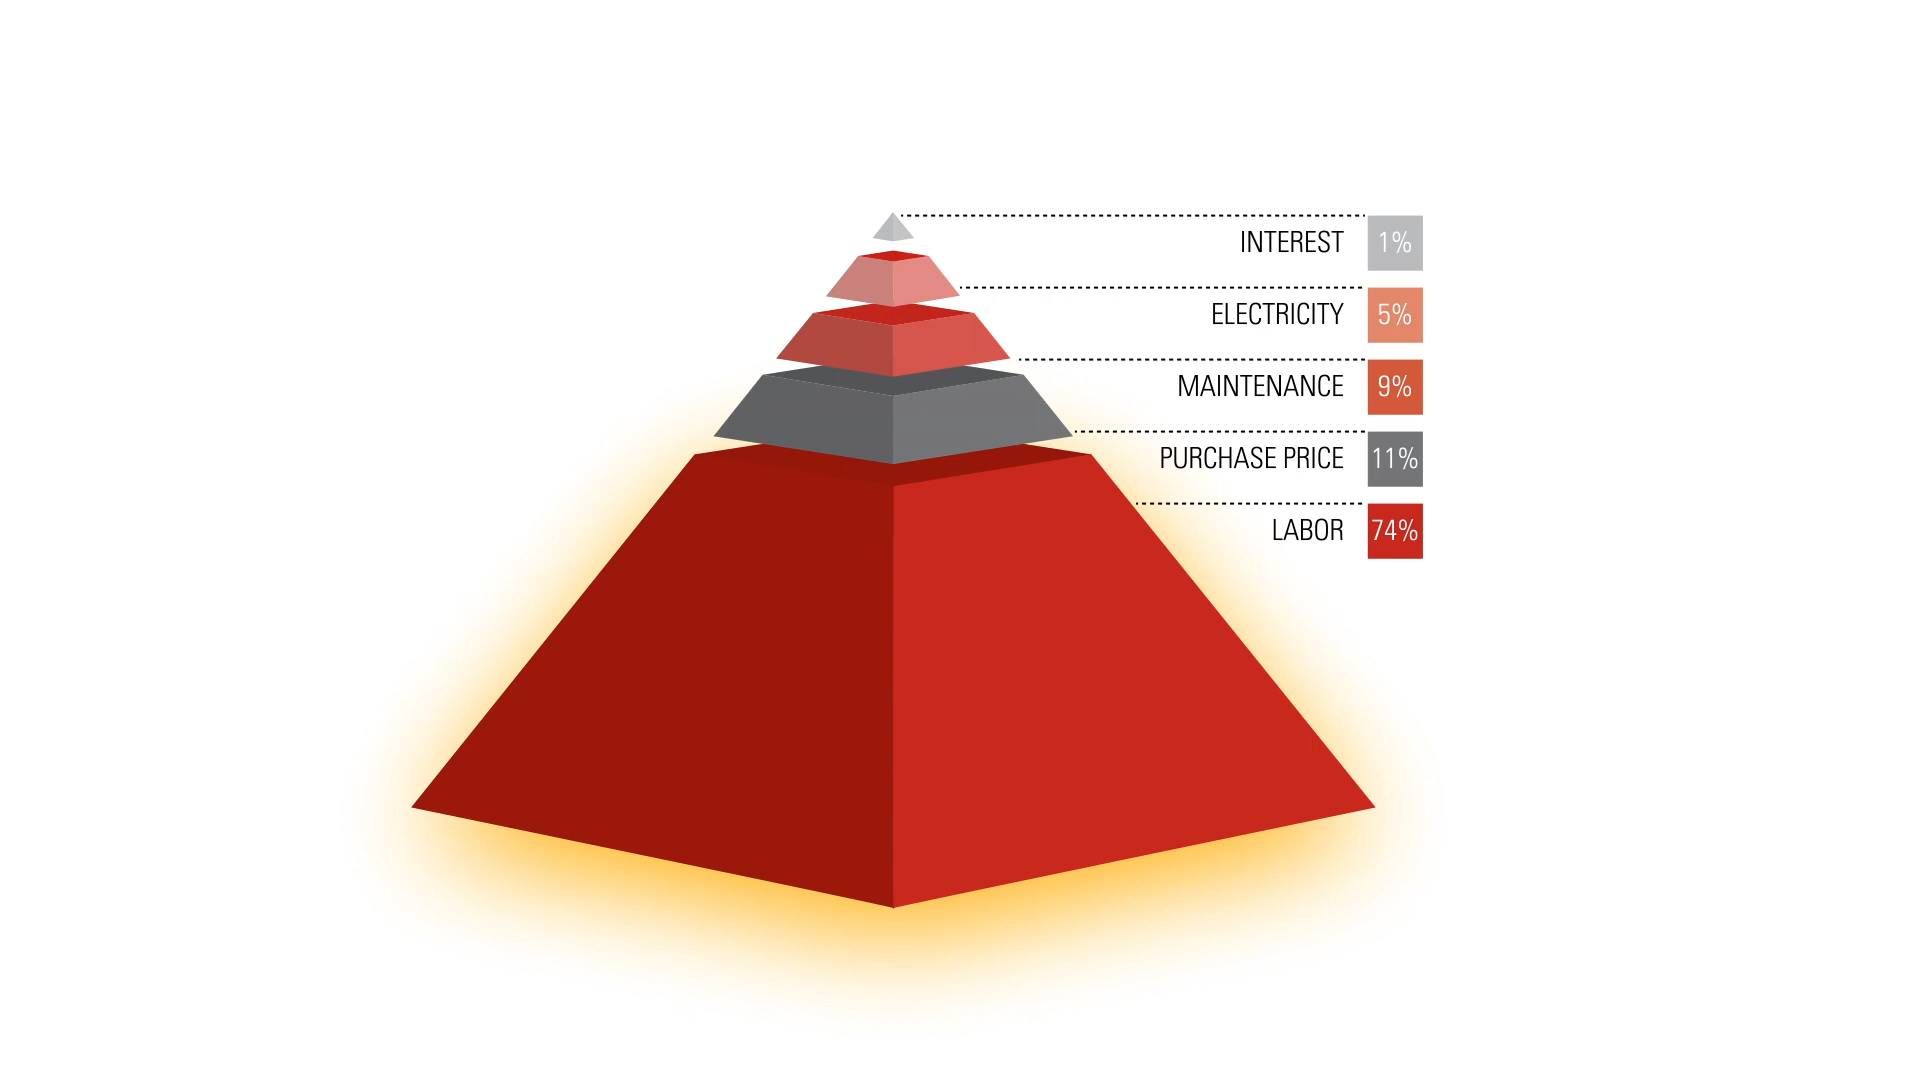 INTEREST 1%
ELECTRICITY 5%
MAINTENANCE 9%
PURCHASE PRICE 11%
LABOR 74%